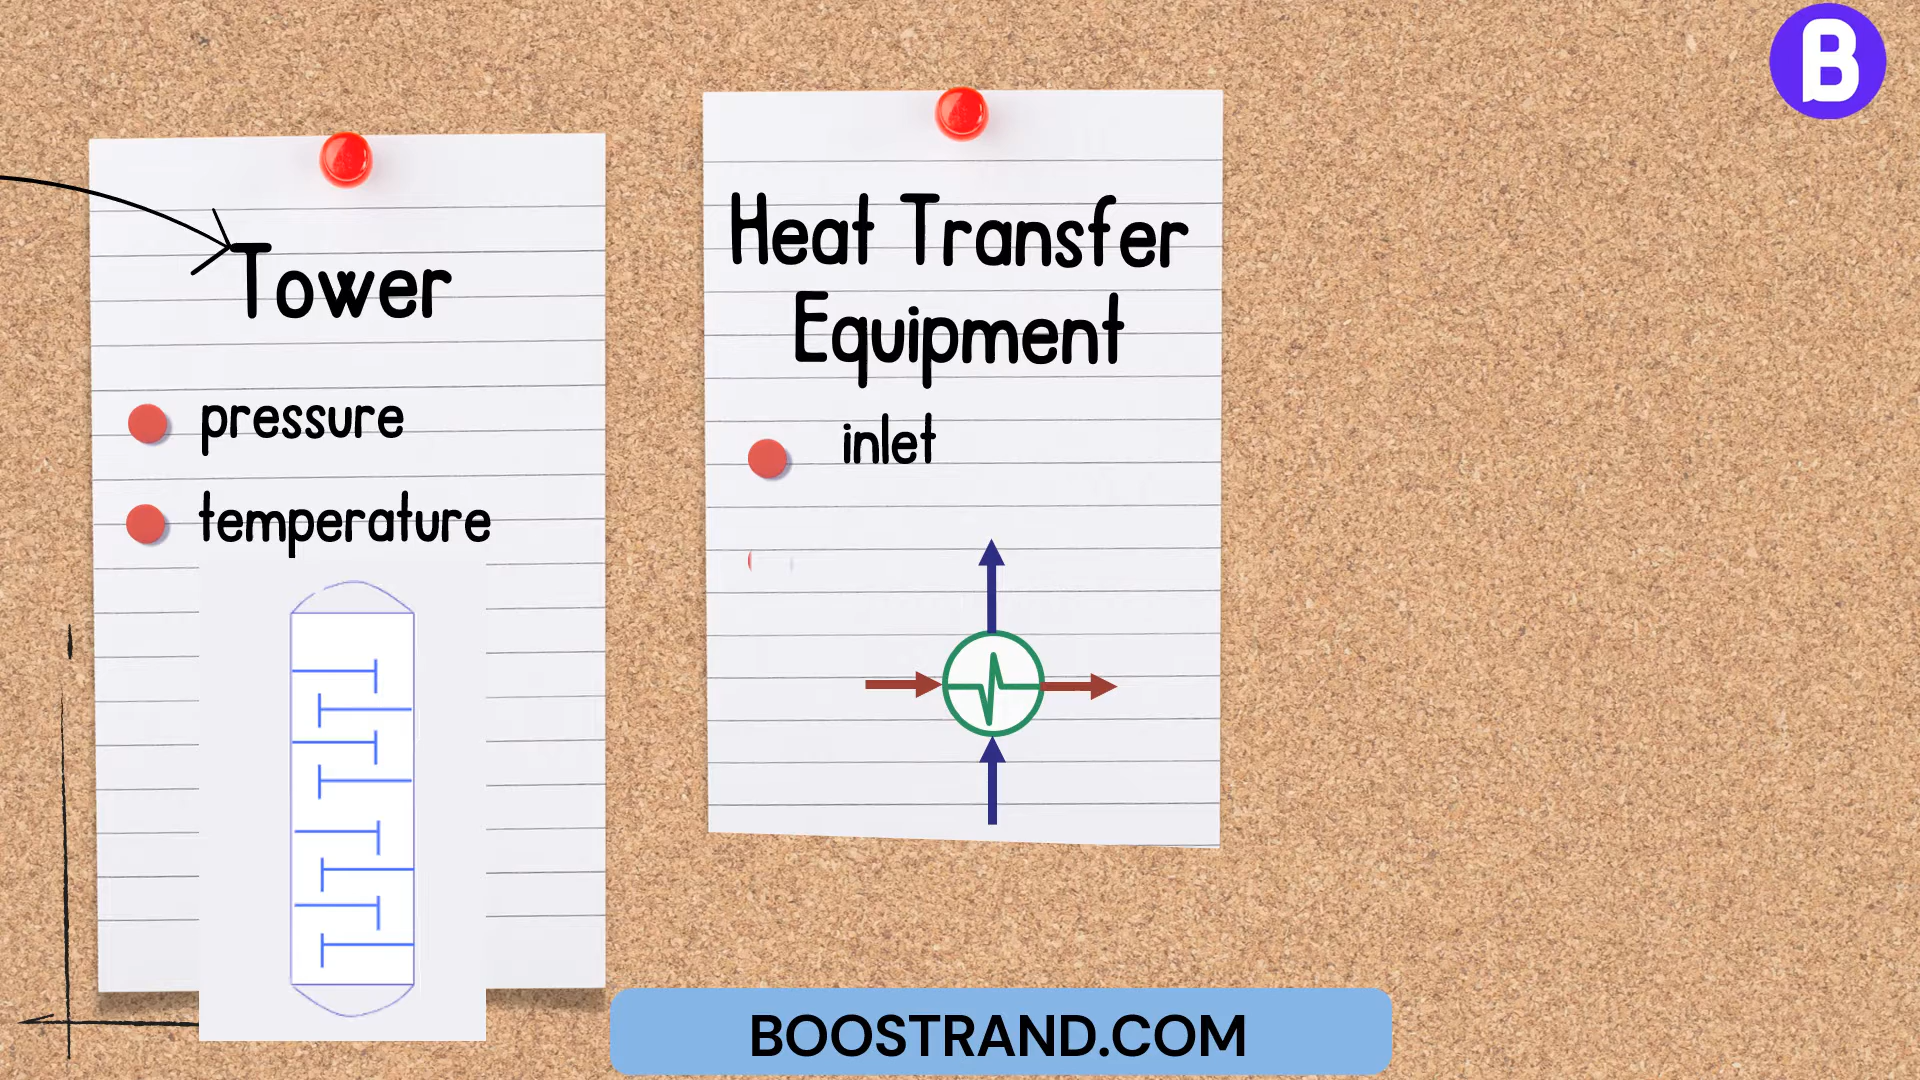 B
Tower
pressure
temperature
Heat Transfer
Equipment
inlet
BOOSTRAND.COM